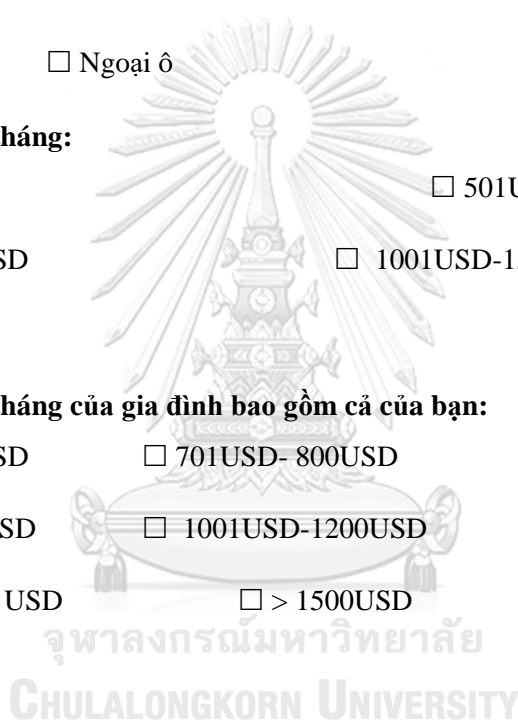 ☐ Ngoại ô
háng:
☐ 501U
SD ☐ 1001USD-1
háng của gia đình bao gồm cả của bạn:
SD ☐ 701USD- 800USD
SD ☐ 1001USD-1200USD
USD ☐ > 1500USD
จุฬาลงกรณ์มหาวิทยาลัย
CHULALONGKORN UNIVERSITY